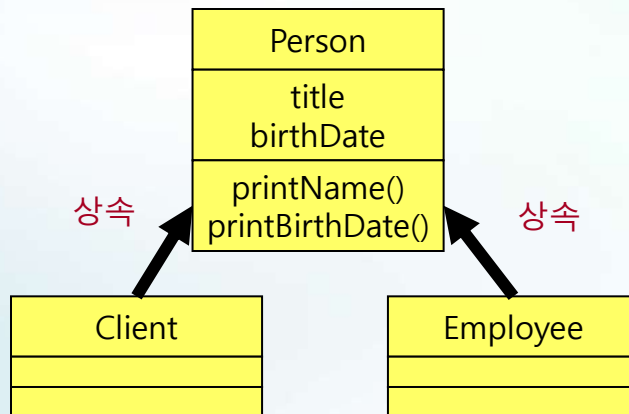 Person
title
birthDate
printName()
printBirthDate()
상속
상속
Client
Employee